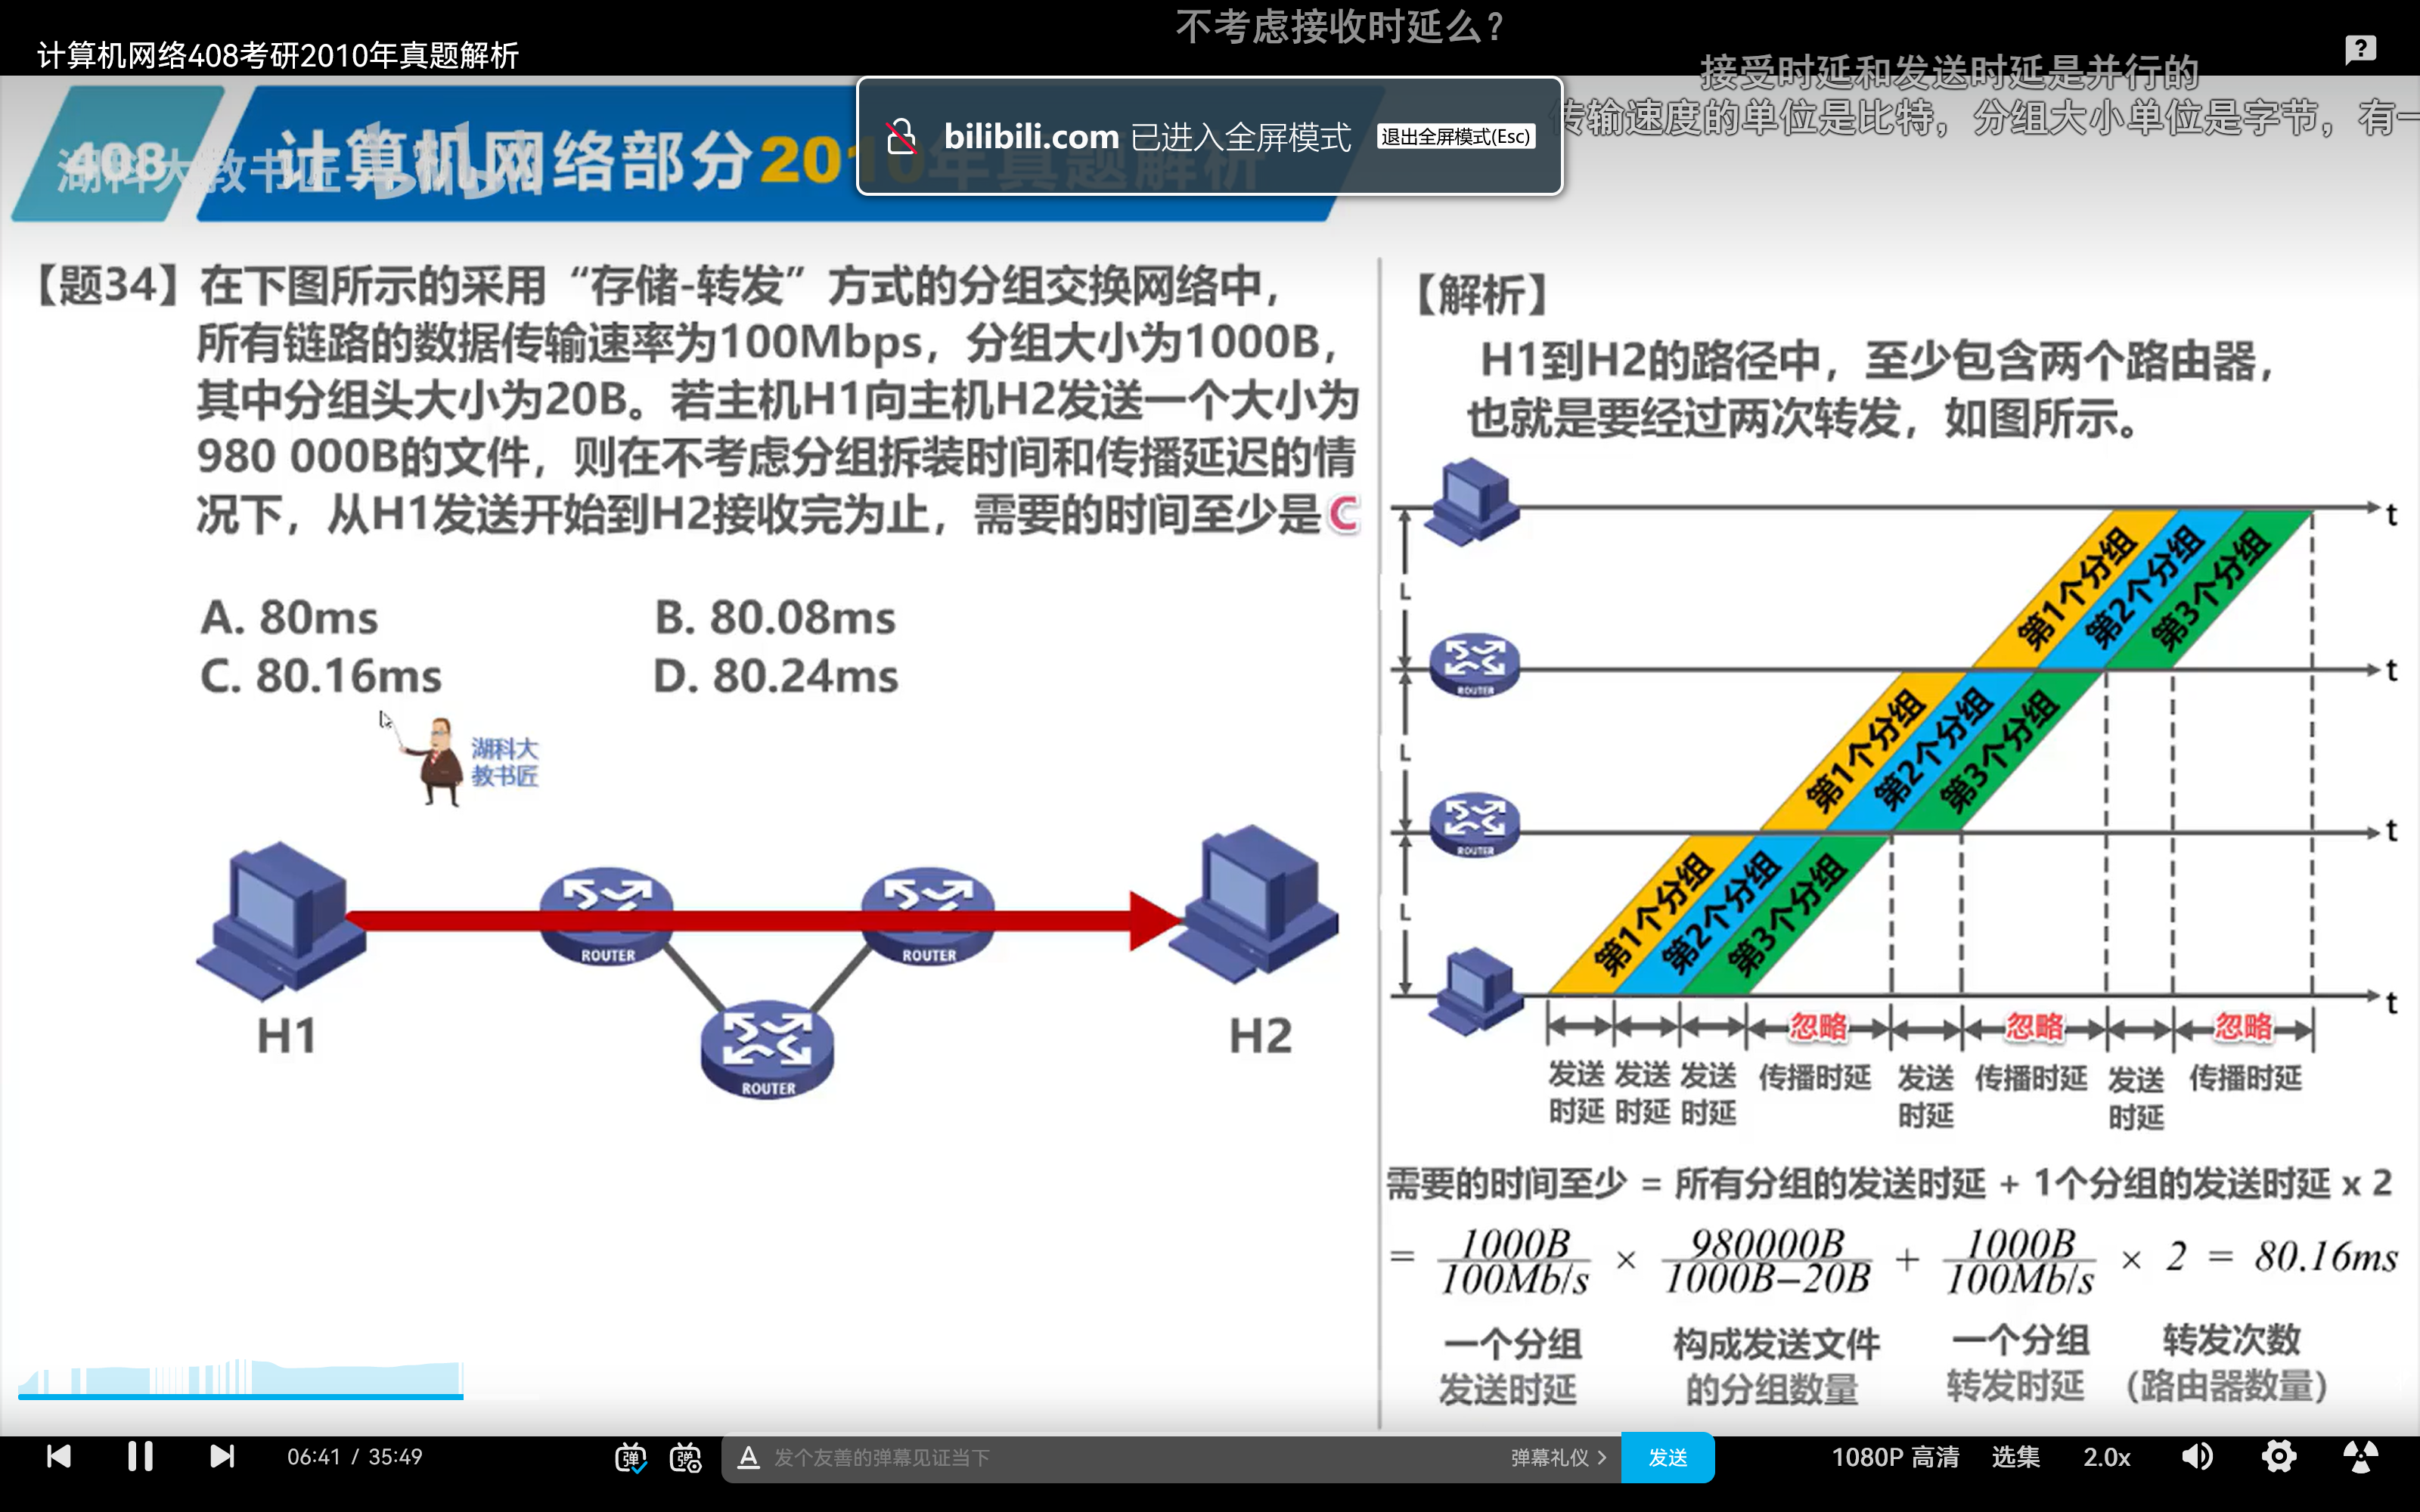 不考虑接收时延么？
计算机网络408考研2010年真题解析
接受时延和发送时延是并行的
传输速度的单位是比特，分组大小单位是字节，有一
bilibili.com 已进入全屏模式 退出全屏模式(Esc)
408 计算机网络部分2010年真题解析
湖科大教书匠 bilibili
【题34】在下图所示的采用“存储-转发”方式的分组交换网络中，
所有链路的数据传输速率为100Mbps，分组大小为1000B，
其中分组头大小为20B。若主机H1向主机H2发送一个大小为
980 000B的文件，则在不考虑分组拆装时间和传播延迟的情
况下，从H1发送开始到H2接收完为止，需要的时间至少是 C
A. 80ms B. 80.08ms
C. 80.16ms D. 80.24ms
湖科大
教书匠
ROUTER ROUTER
H1 ROUTER H2
【解析】
H1到H2的路径中，至少包含两个路由器，
也就是要经过两次转发，如图所示。
t
第1个分组 第2个分组 第3个分组
L
ROUTER t
第1个分组 第2个分组 第3个分组
L
ROUTER t
第1个分组 第2个分组 第3个分组
L
t
忽略 忽略 忽略
发送时延 发送时延 发送时延 传播时延 发送时延 传播时延 发送时延 传播时延
需要的时间至少 = 所有分组的发送时延 + 1个分组的发送时延 x 2
= 1000B/100Mb/s × 980000B/1000B−20B + 1000B/100Mb/s × 2 = 80.16ms
一个分组 构成发送文件 一个分组 转发次数
发送时延 的分组数量 转发时延 （路由器数量）
06:41 / 35:49 弹 弹 A 发个友善的弹幕见证当下 弹幕礼仪 > 发送 1080P 高清 选集 2.0x